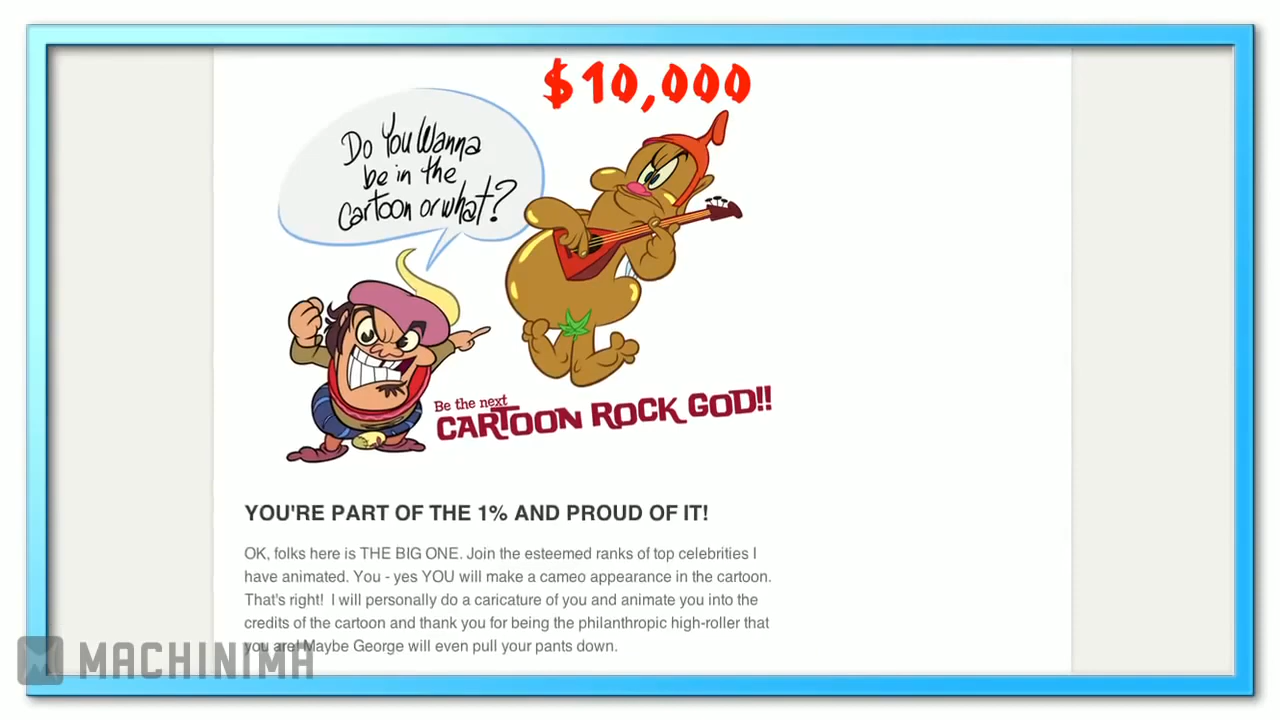 $10,000
Do You Wanna
be in the
Cartoon or what?
Be the next
CARTOON ROCK GOD!!
YOU'RE PART OF THE 1% AND PROUD OF IT!
OK, folks here is THE BIG ONE. Join the esteemed ranks of top celebrities I
have animated. You - yes YOU will make a cameo appearance in the cartoon.
That's right!  I will personally do a caricature of you and animate you into the
credits of the cartoon and thank you for being the philanthropic high-roller that
you are! Maybe George will even pull your pants down.
MACHINIMA